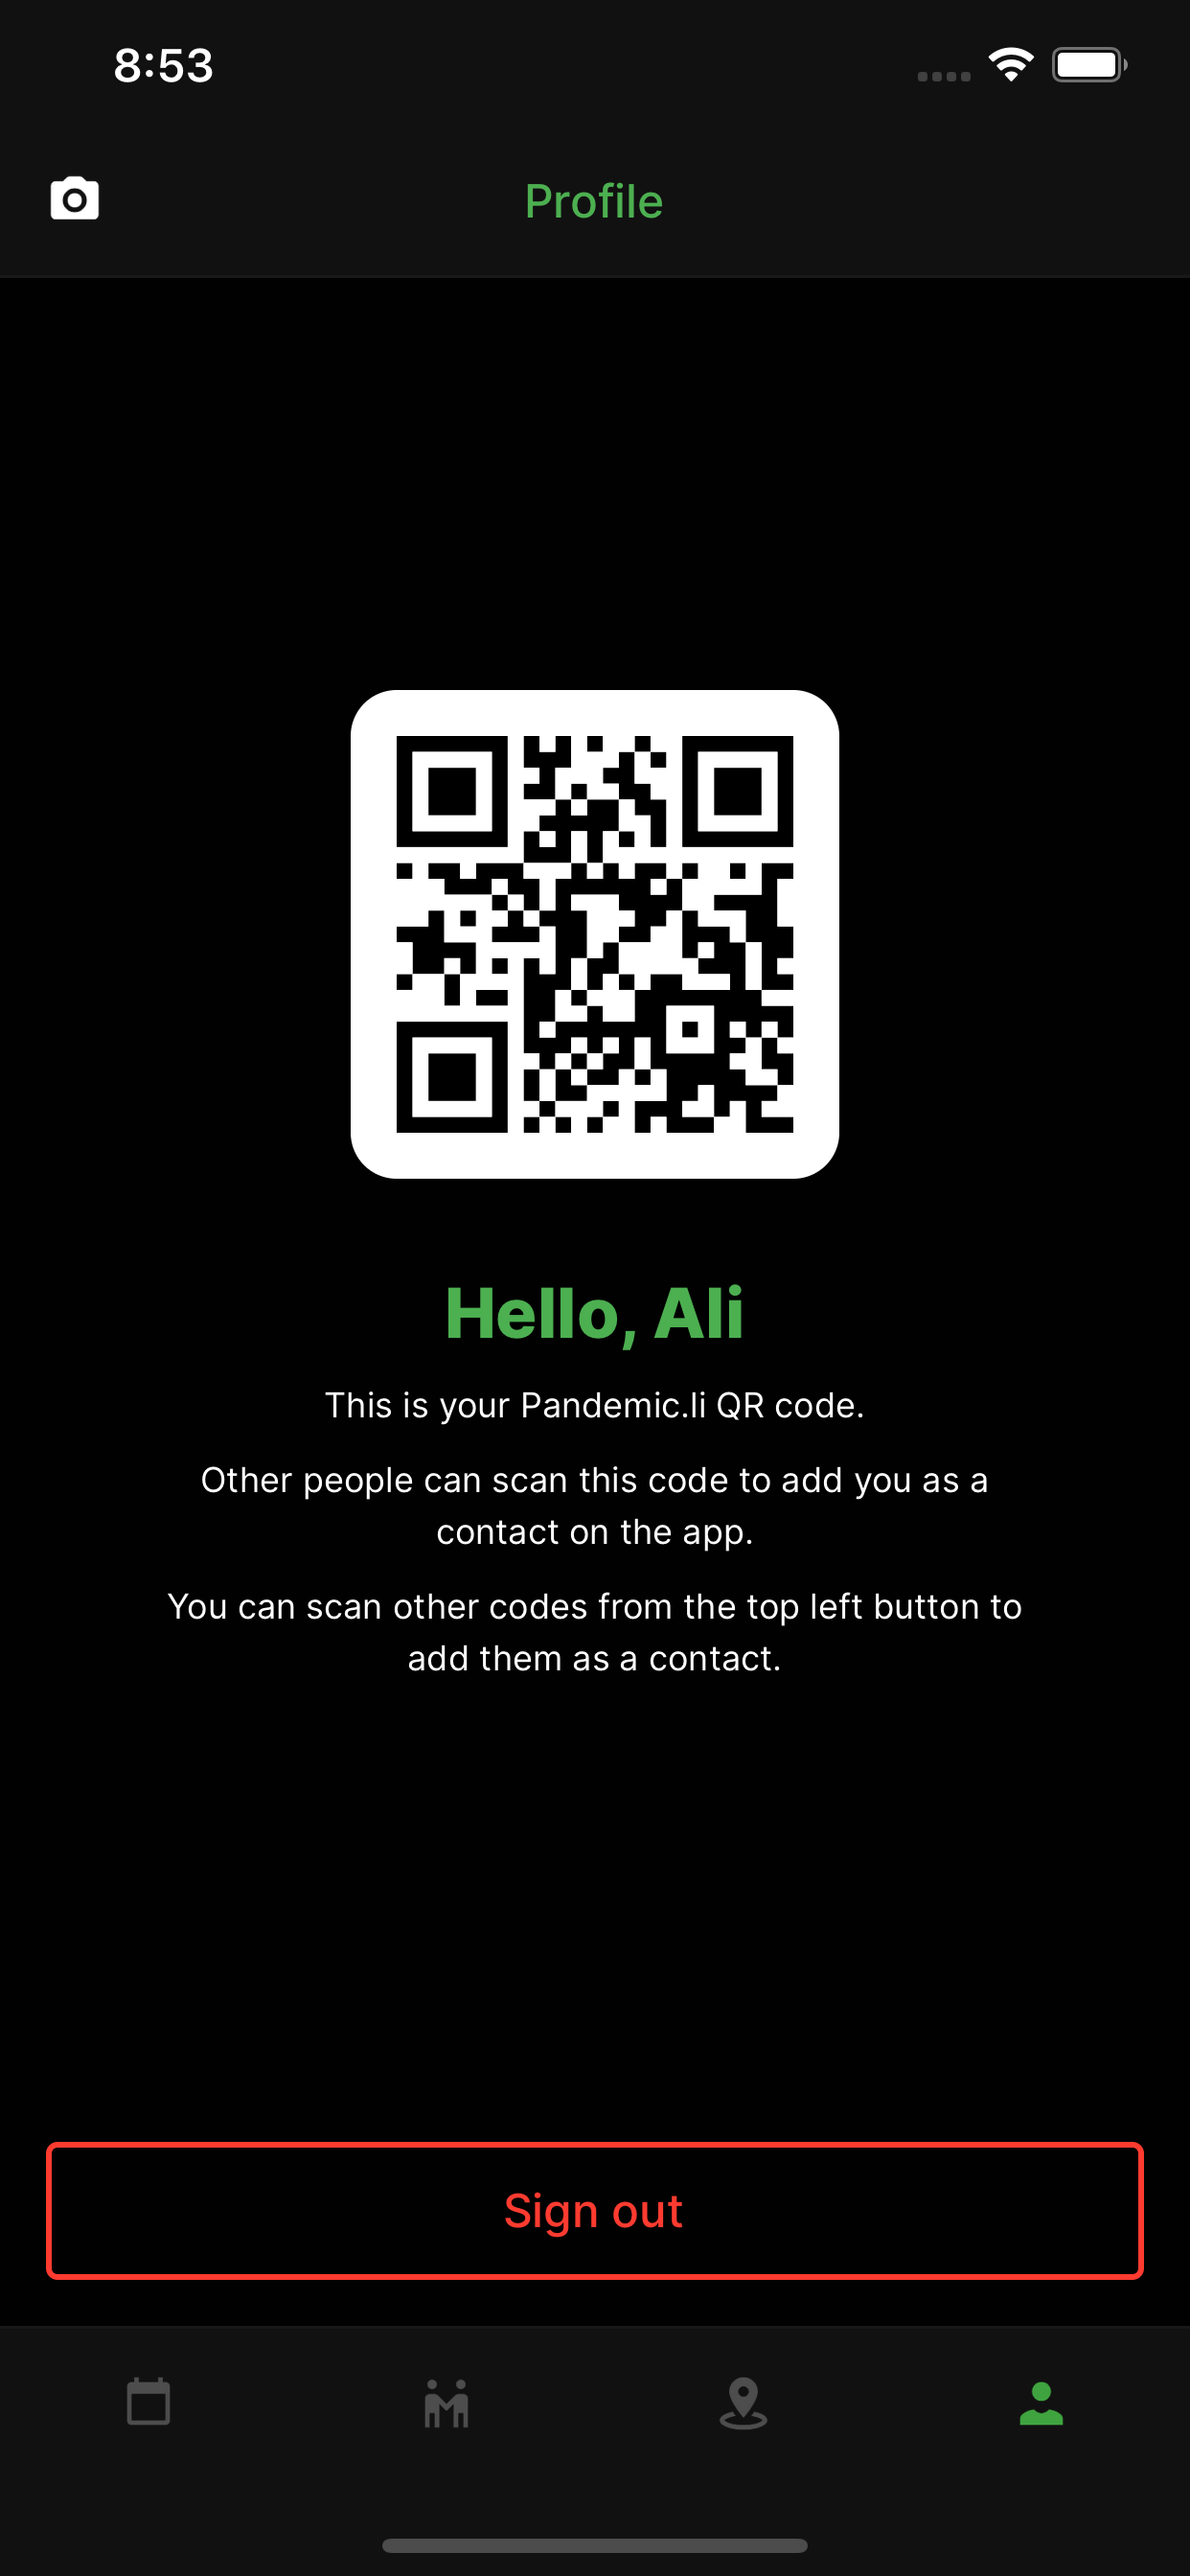 8:53
Profile
Hello, Ali
This is your Pandemic.li QR code.
Other people can scan this code to add you as a
contact on the app.
You can scan other codes from the top left button to
add them as a contact.
Sign out